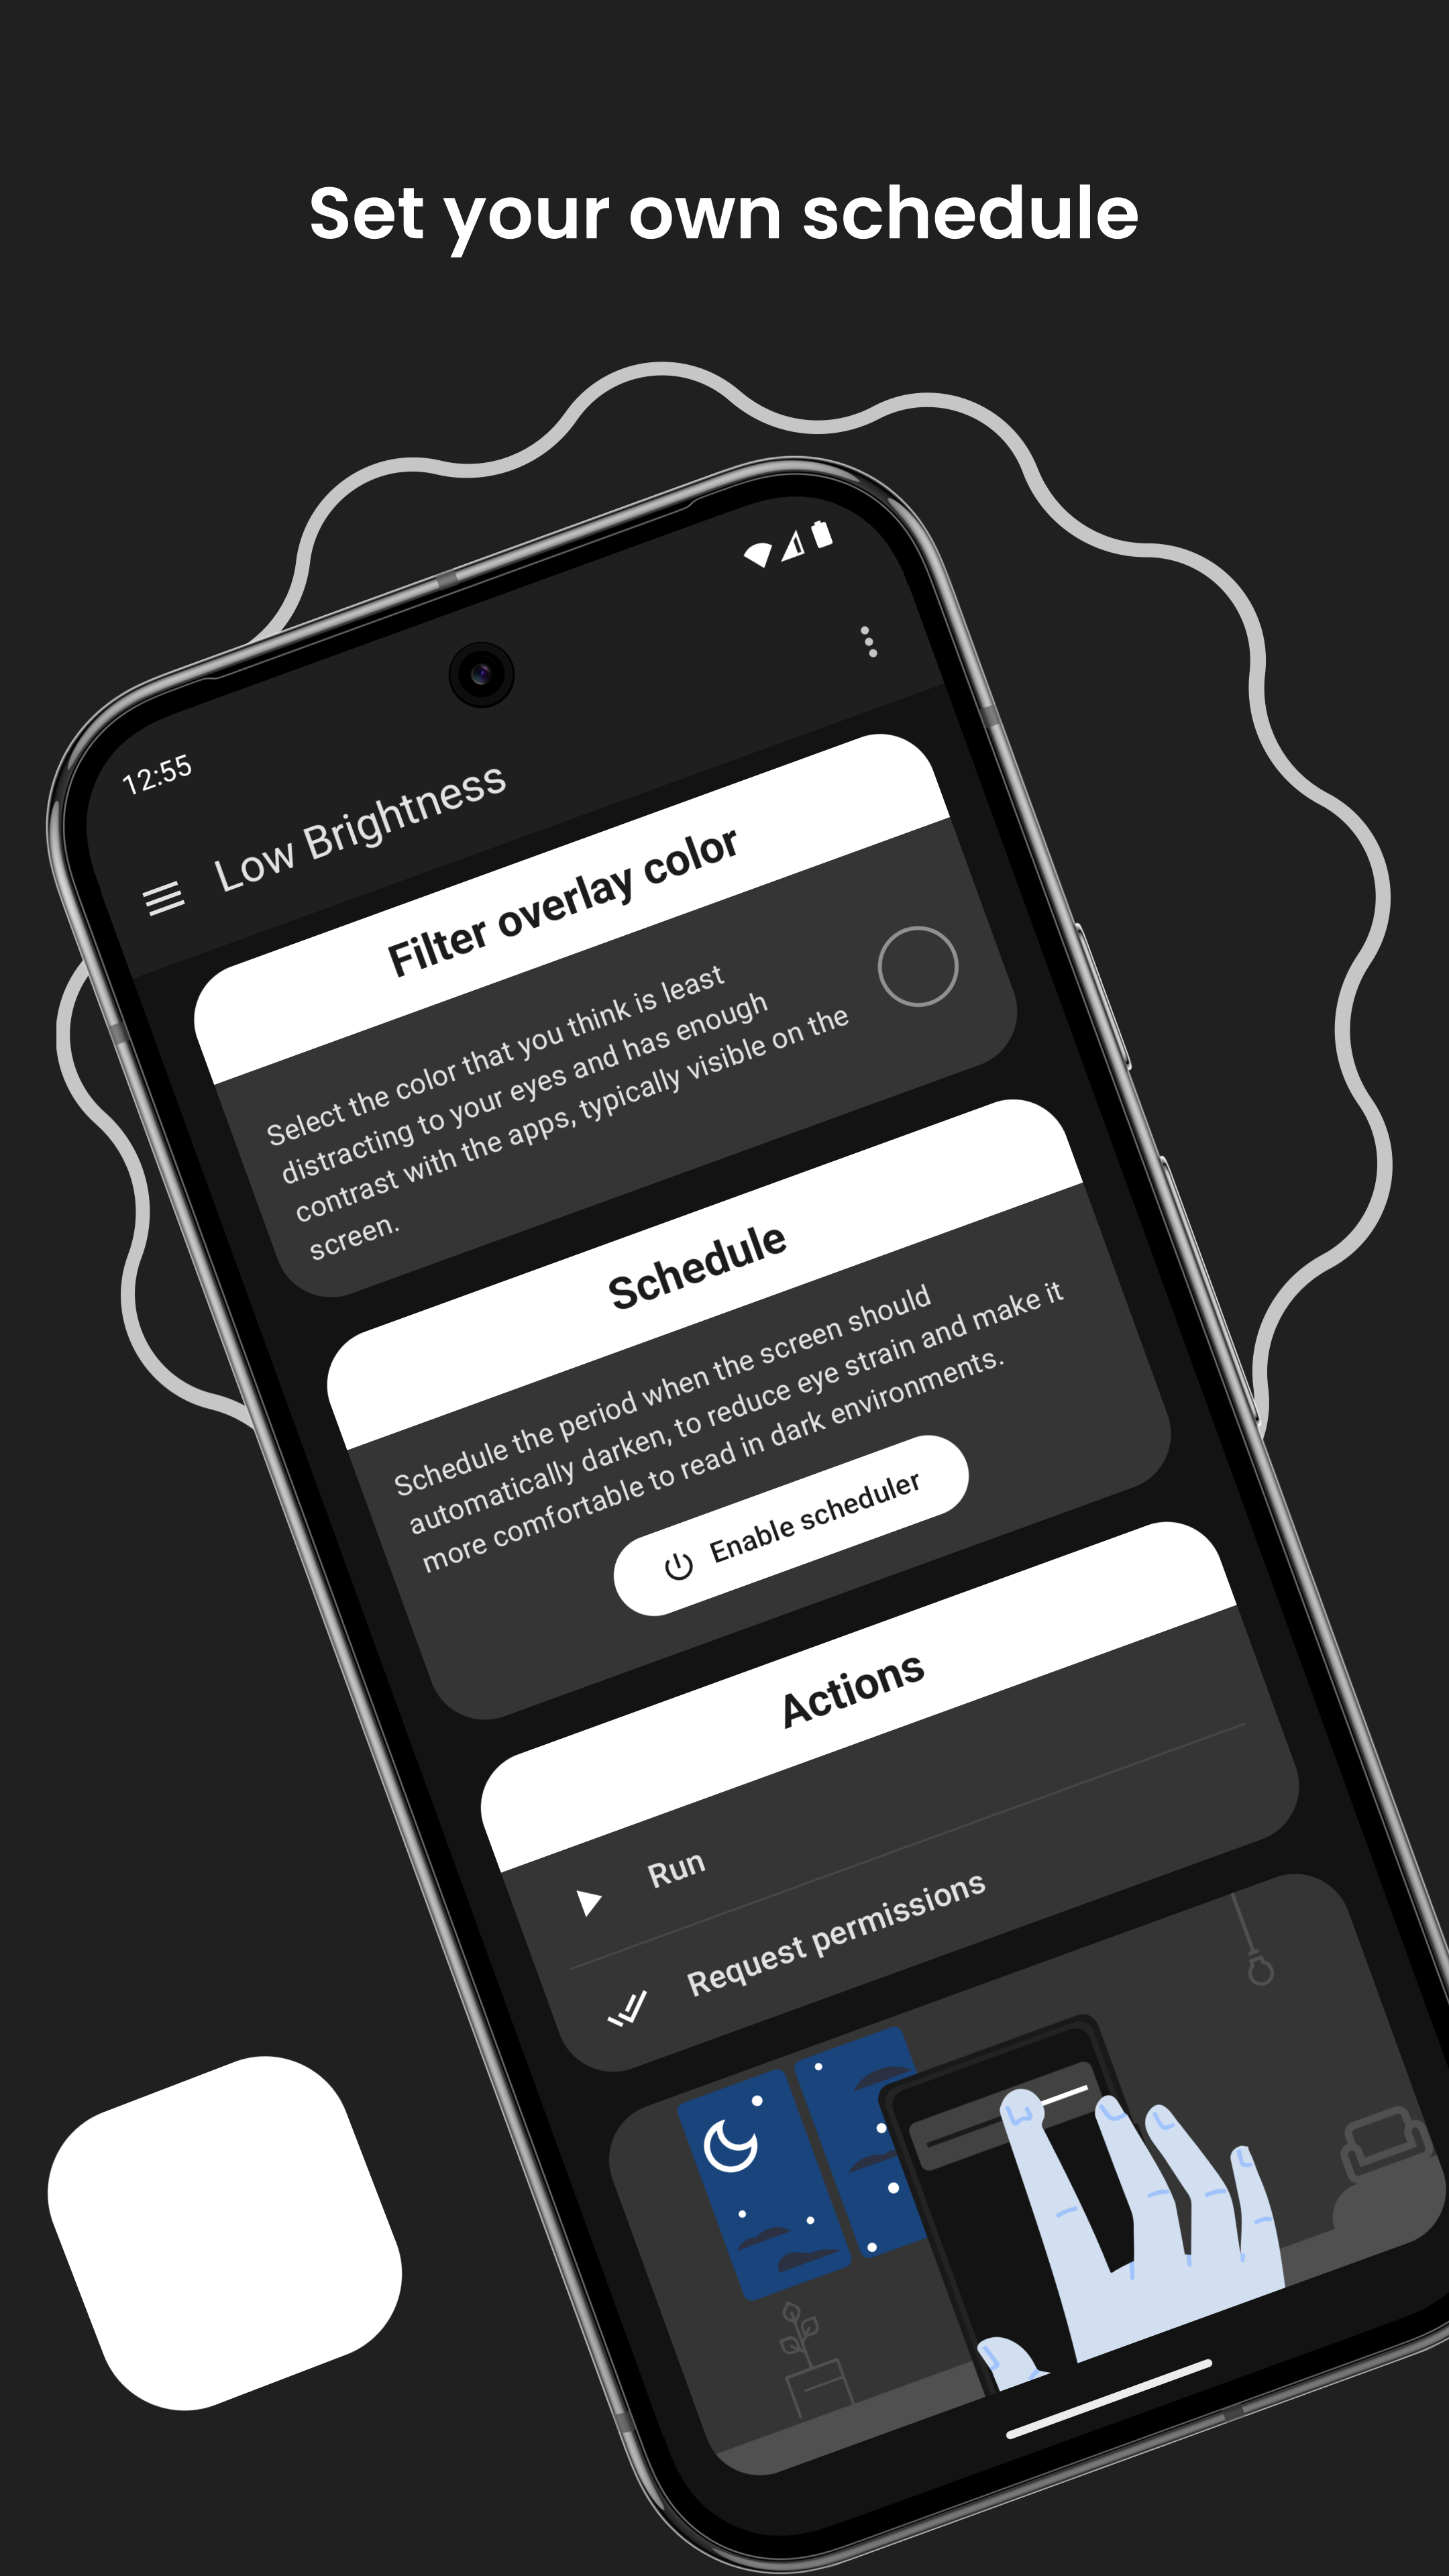 Set your own schedule
12:55
Low Brightness
Filter overlay color
Select the color that you think is least
distracting to your eyes and has enough
contrast with the apps, typically visible on the
screen.
Schedule
Schedule the period when the screen should
automatically darken, to reduce eye strain and make it
more comfortable to read in dark environments.
Enable scheduler
Actions
Run
Request permissions